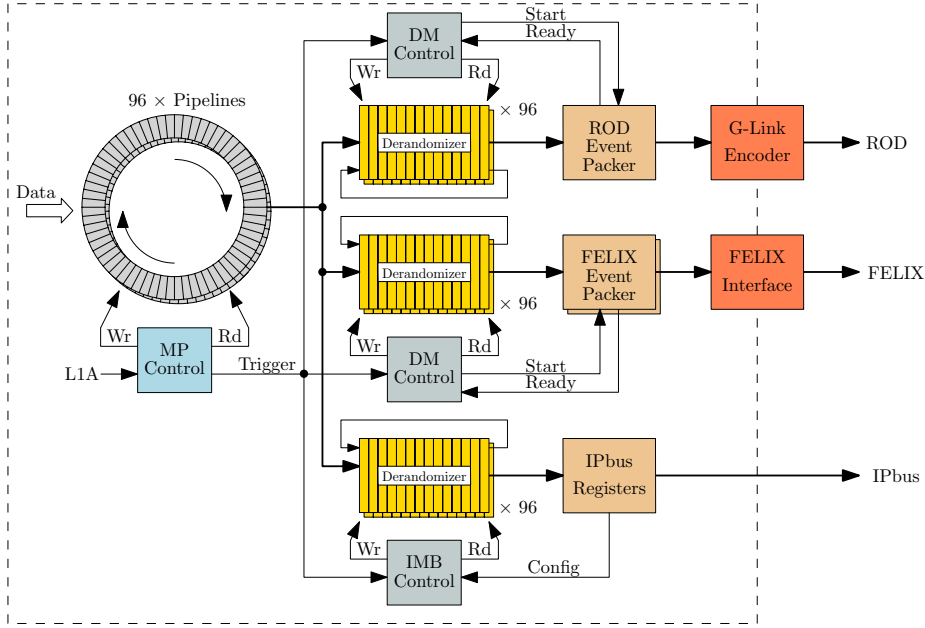 Start
Ready
DM
Control
Wr
Rd
96 × Pipelines
× 96
Derandomizer
ROD
Event
Packer
G-Link
Encoder
ROD
Data
Derandomizer
× 96
FELIX
Event
Packer
FELIX
Interface
FELIX
Wr
Rd
MP
Control
L1A
Trigger
Wr
Rd
DM
Control
Start
Ready
Derandomizer
× 96
IPbus
Registers
IPbus
Wr
Rd
IMB
Control
Config